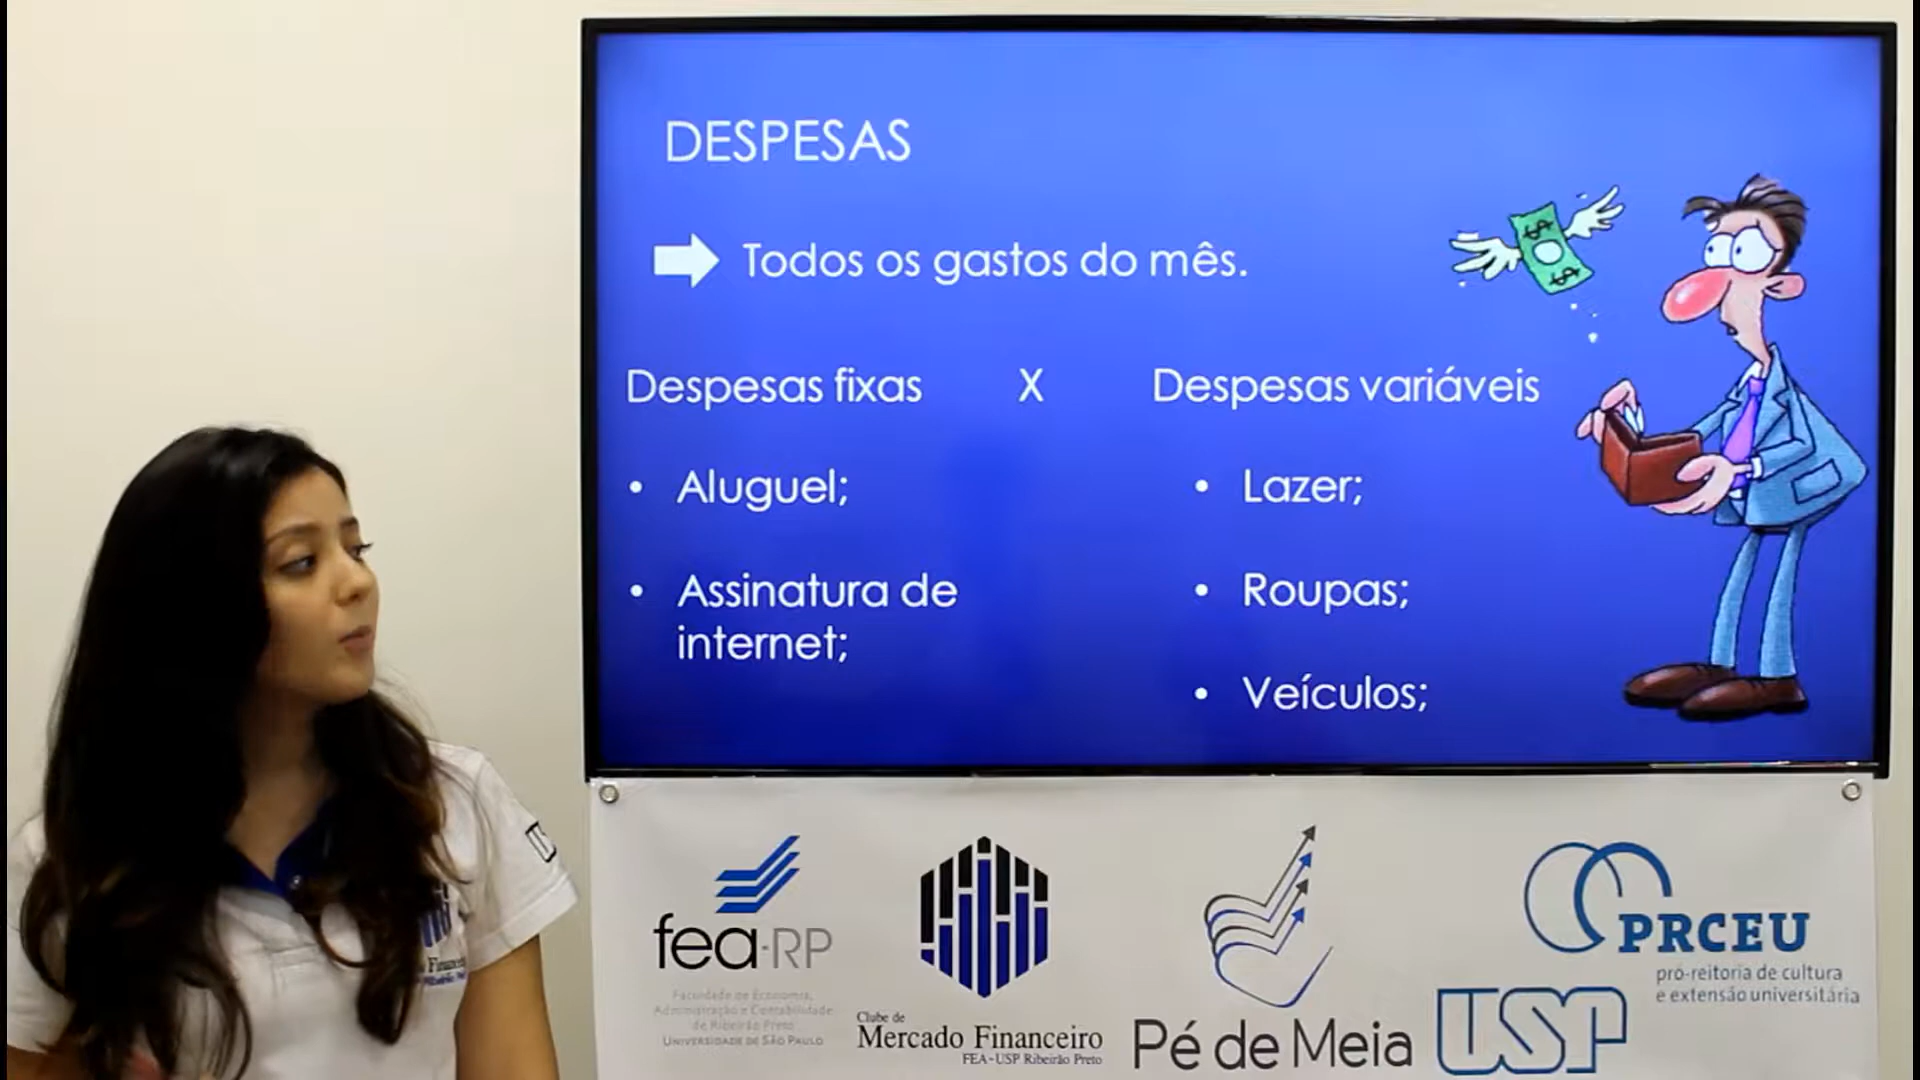 DESPESAS
Todos os gastos do mês.
Despesas fixas X Despesas variáveis
• Aluguel;
• Assinatura de
internet;
• Lazer;
• Roupas;
• Veículos;
fea-RP
Faculdade de Economia,
Administração e Contabilidade
de Ribeirão Preto
UNIVERSIDADE DE SÃO PAULO
Clube de
Mercado Financeiro
FEA-USP Ribeirão Preto
Pé de Meia
PRCEU
pró-reitoria de cultura
e extensão universitária
USP